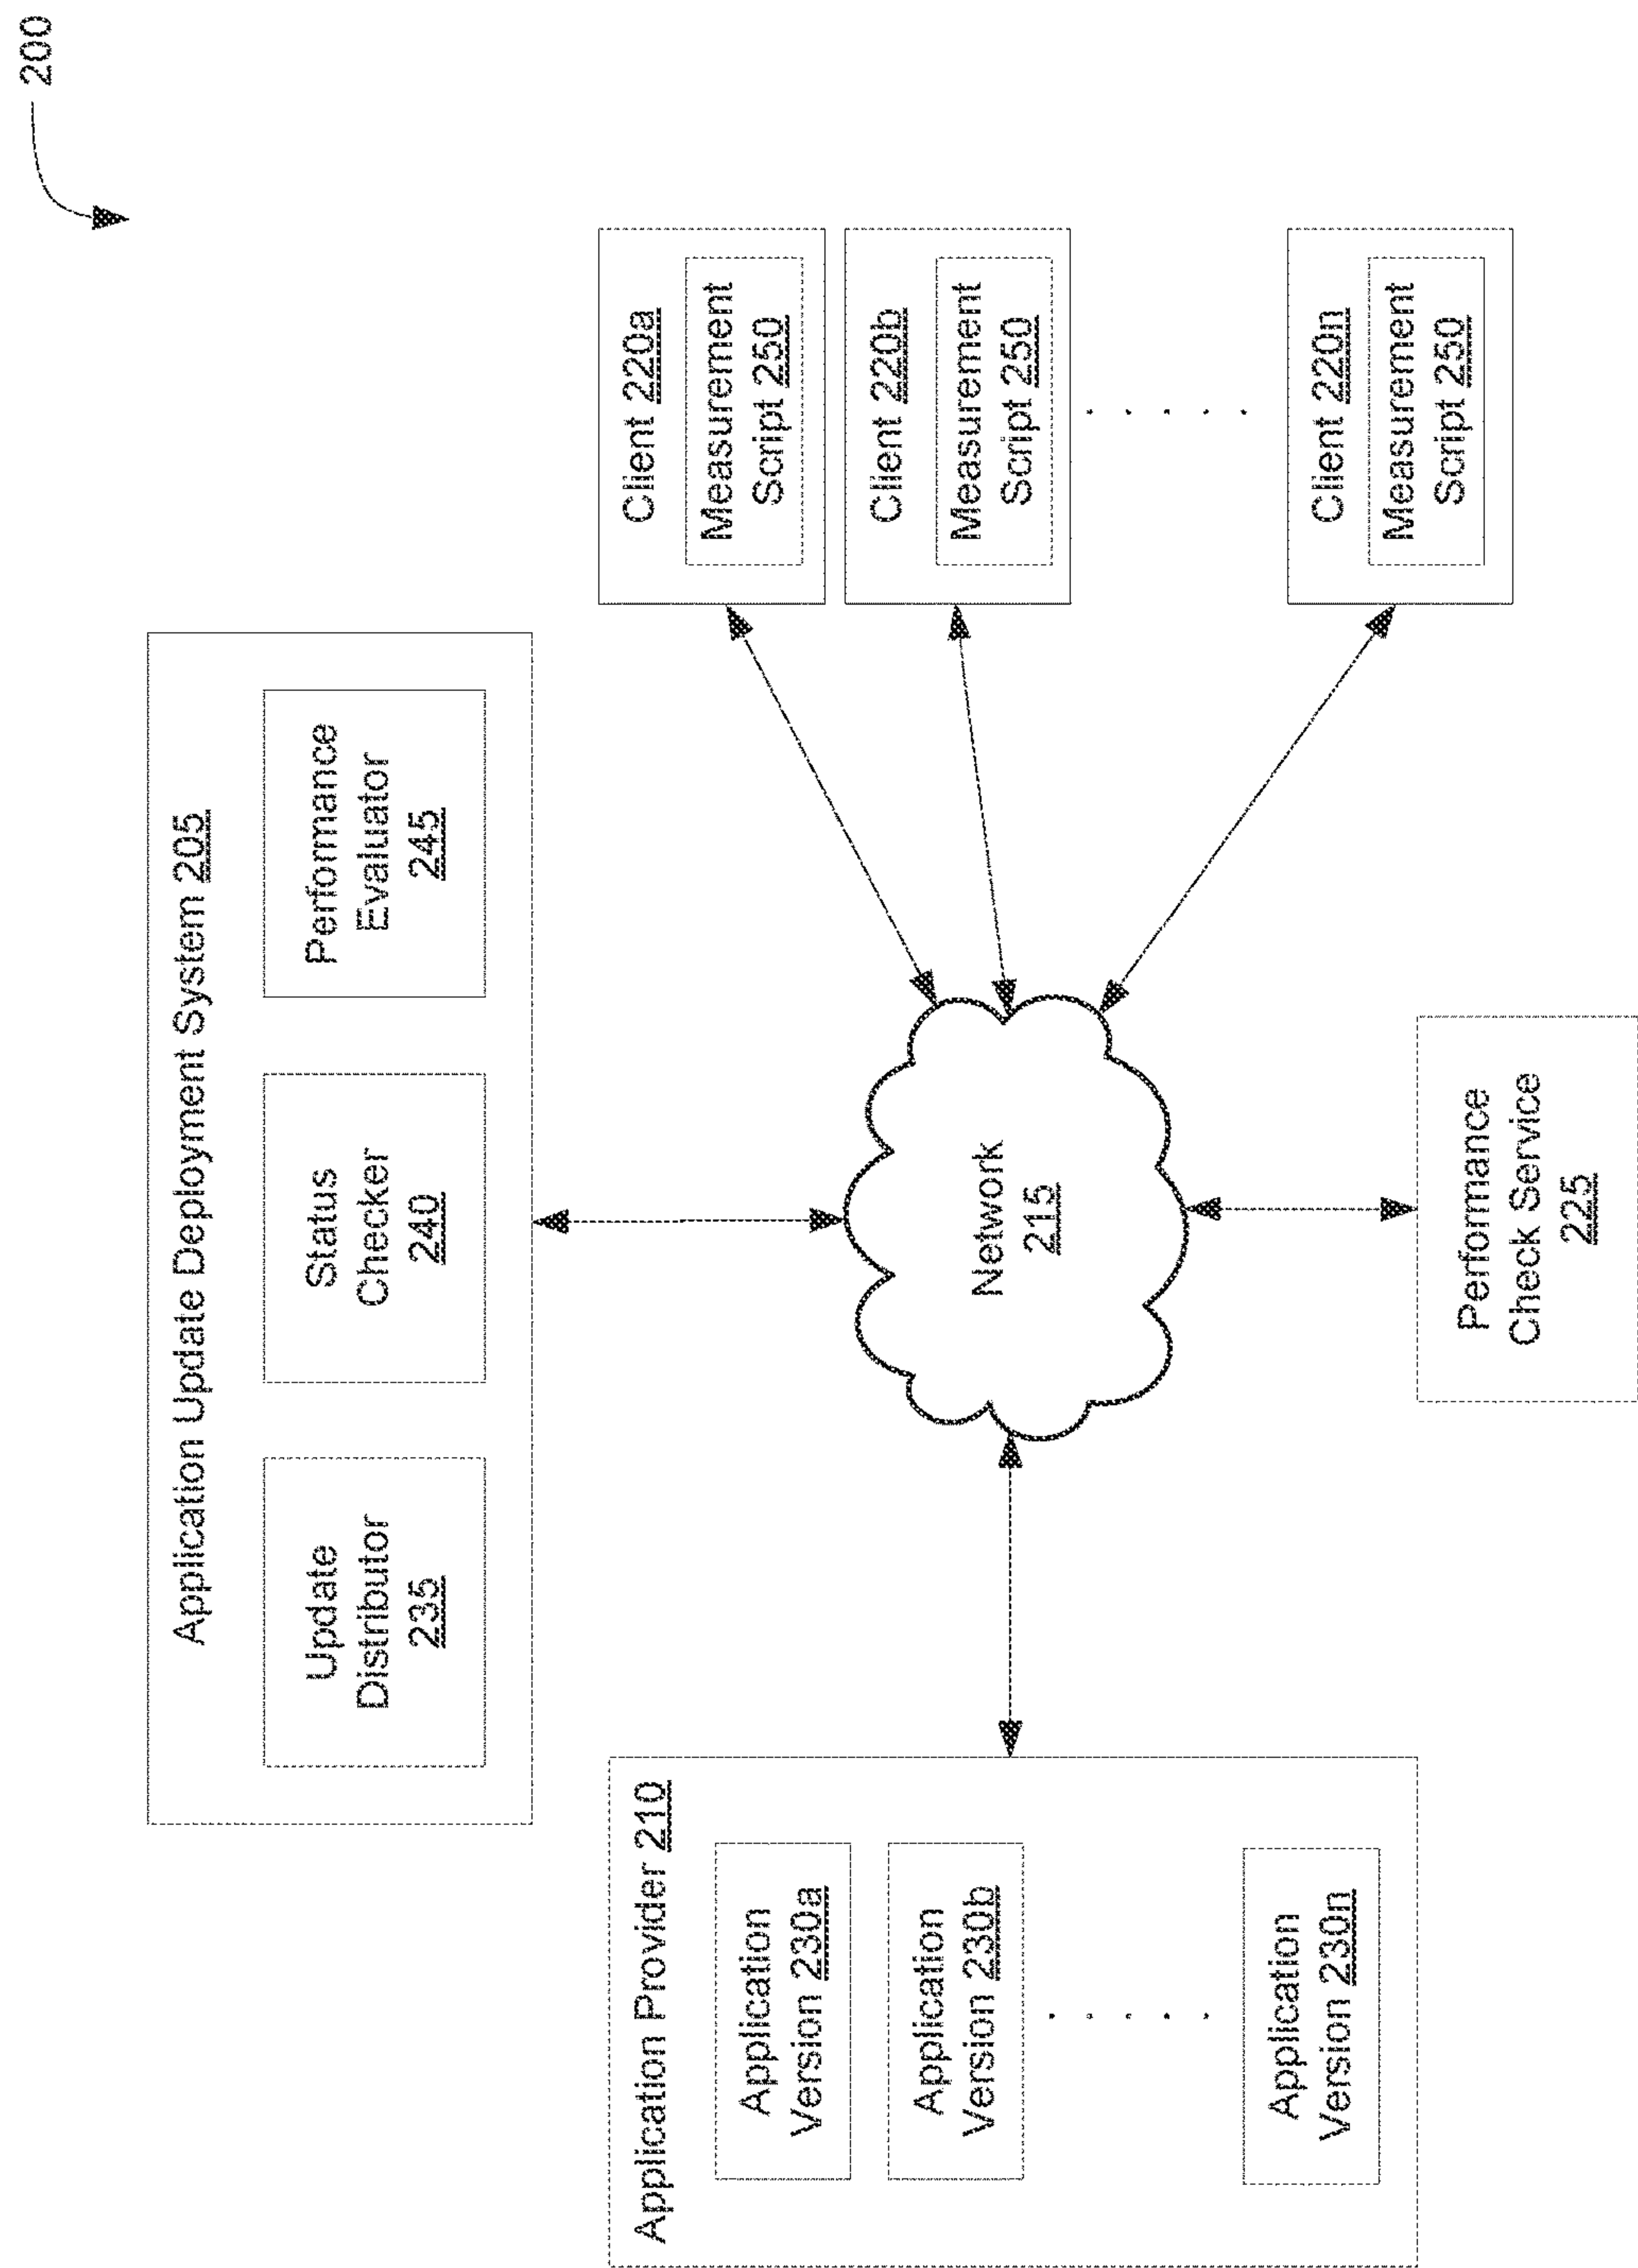 200
Application Update Deployment System 205
Update
Distributor
235
Status
Checker
240
Performance
Evaluator
245
Application Provider 210
Application
Version 230a
Application
Version 230b
Application
Version 230n
Network
215
Client 220a
Measurement
Script 250
Client 220b
Measurement
Script 250
Client 220n
Measurement
Script 250
Performance
Check Service
225